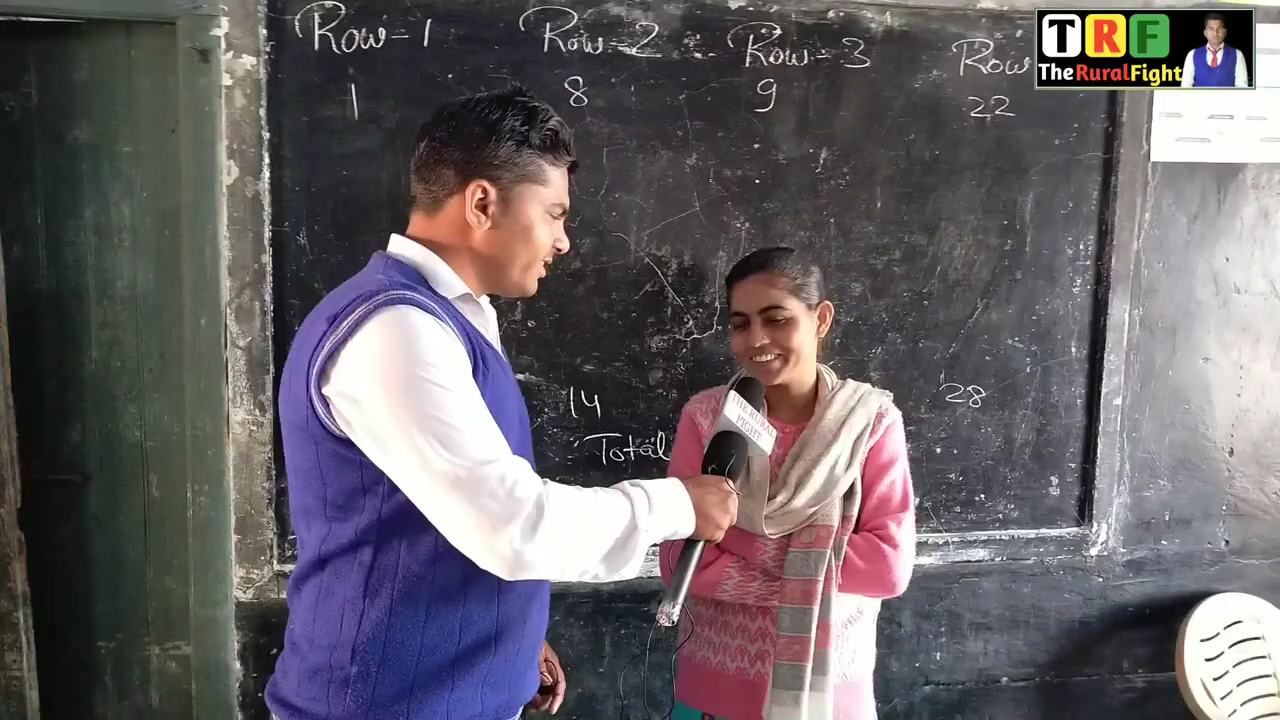 Row-1 Row-2 Row-3 Row
1 8 9 22
14 28
Total
TRF
TheRuralFight
THE RURAL
FIGHT